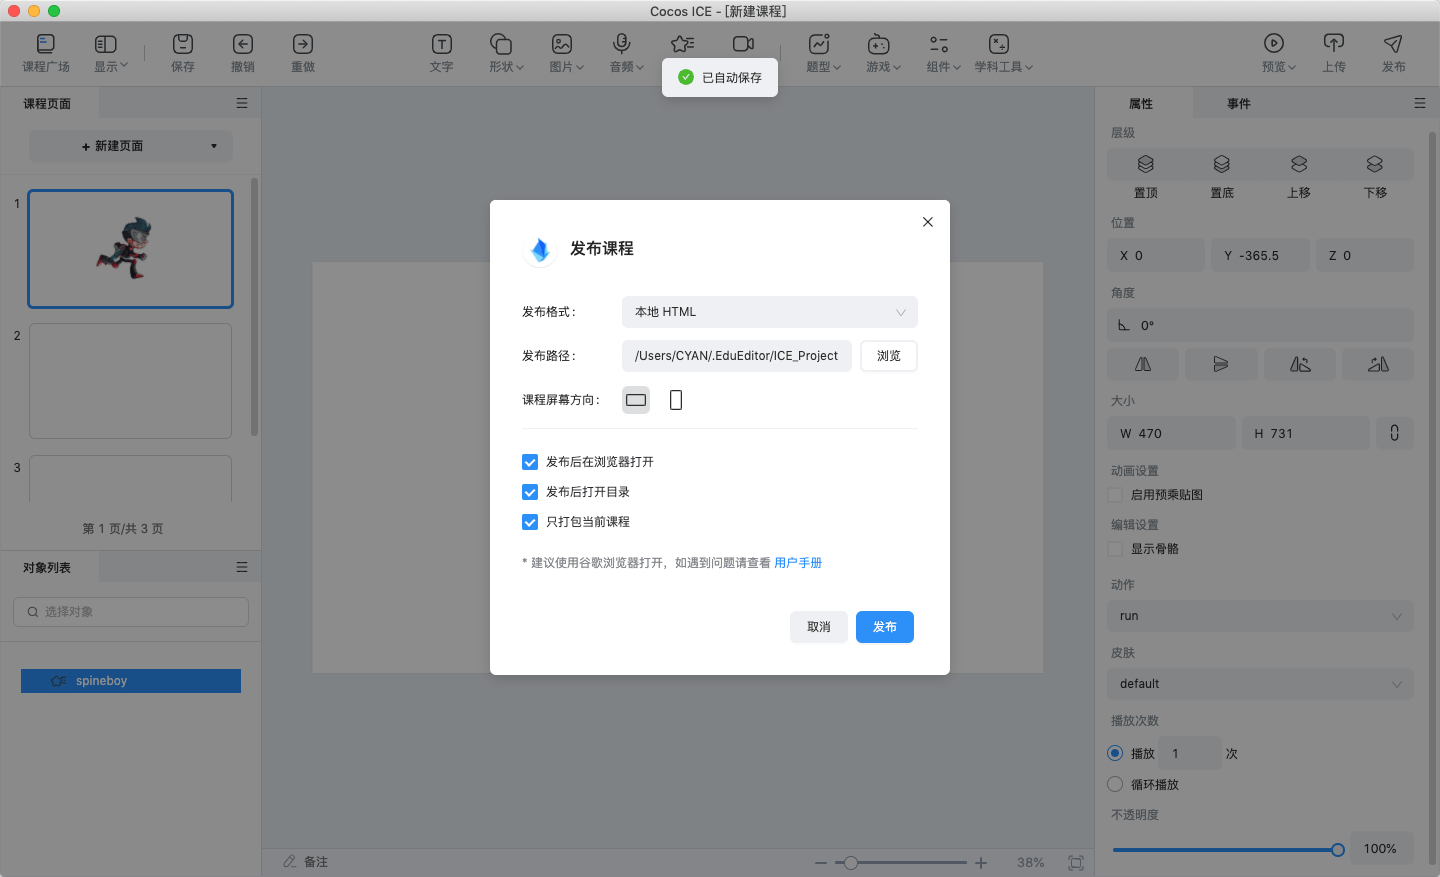 Cocos ICE - [新建课程]
课程广场
显示
保存
撤销
重做
文字
形状
图片
音频
题型
游戏
组件
学科工具
预览
上传
发布
已自动保存
课程页面
+ 新建页面
1
2
3
第 1 页/共 3 页
对象列表
选择对象
spineboy
发布课程
发布格式：
本地 HTML
发布路径：
/Users/CYAN/.EduEditor/ICE_Project
浏览
课程屏幕方向：
发布后在浏览器打开
发布后打开目录
只打包当前课程
* 建议使用谷歌浏览器打开，如遇到问题请查看 用户手册
取消
发布
备注
38%
属性
事件
层级
置顶
置底
上移
下移
位置
X 0
Y -365.5
Z 0
角度
0°
大小
W 470
H 731
动画设置
启用预乘贴图
编辑设置
显示骨骼
动作
run
皮肤
default
播放次数
播放 1 次
循环播放
不透明度
100%